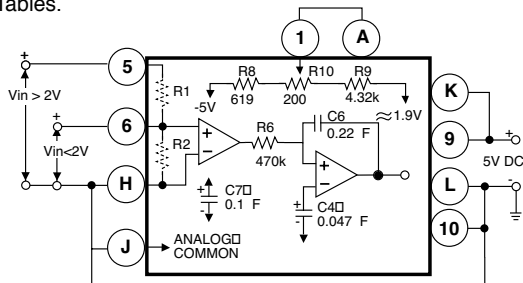 Tables.
1 A
5
+
R1
R8 R10 R9
-5V 619 200 4.32k
K
Vin > 2V
6
+
Vin<2V
R2
+
-
R6
470k
C6
0.22 F
≈1.9V
9
+
5V DC
H
+
-
C7□
0.1 F
+
-
C4□
0.047 F
+
-
L
-
J
ANALOG□
COMMON
10